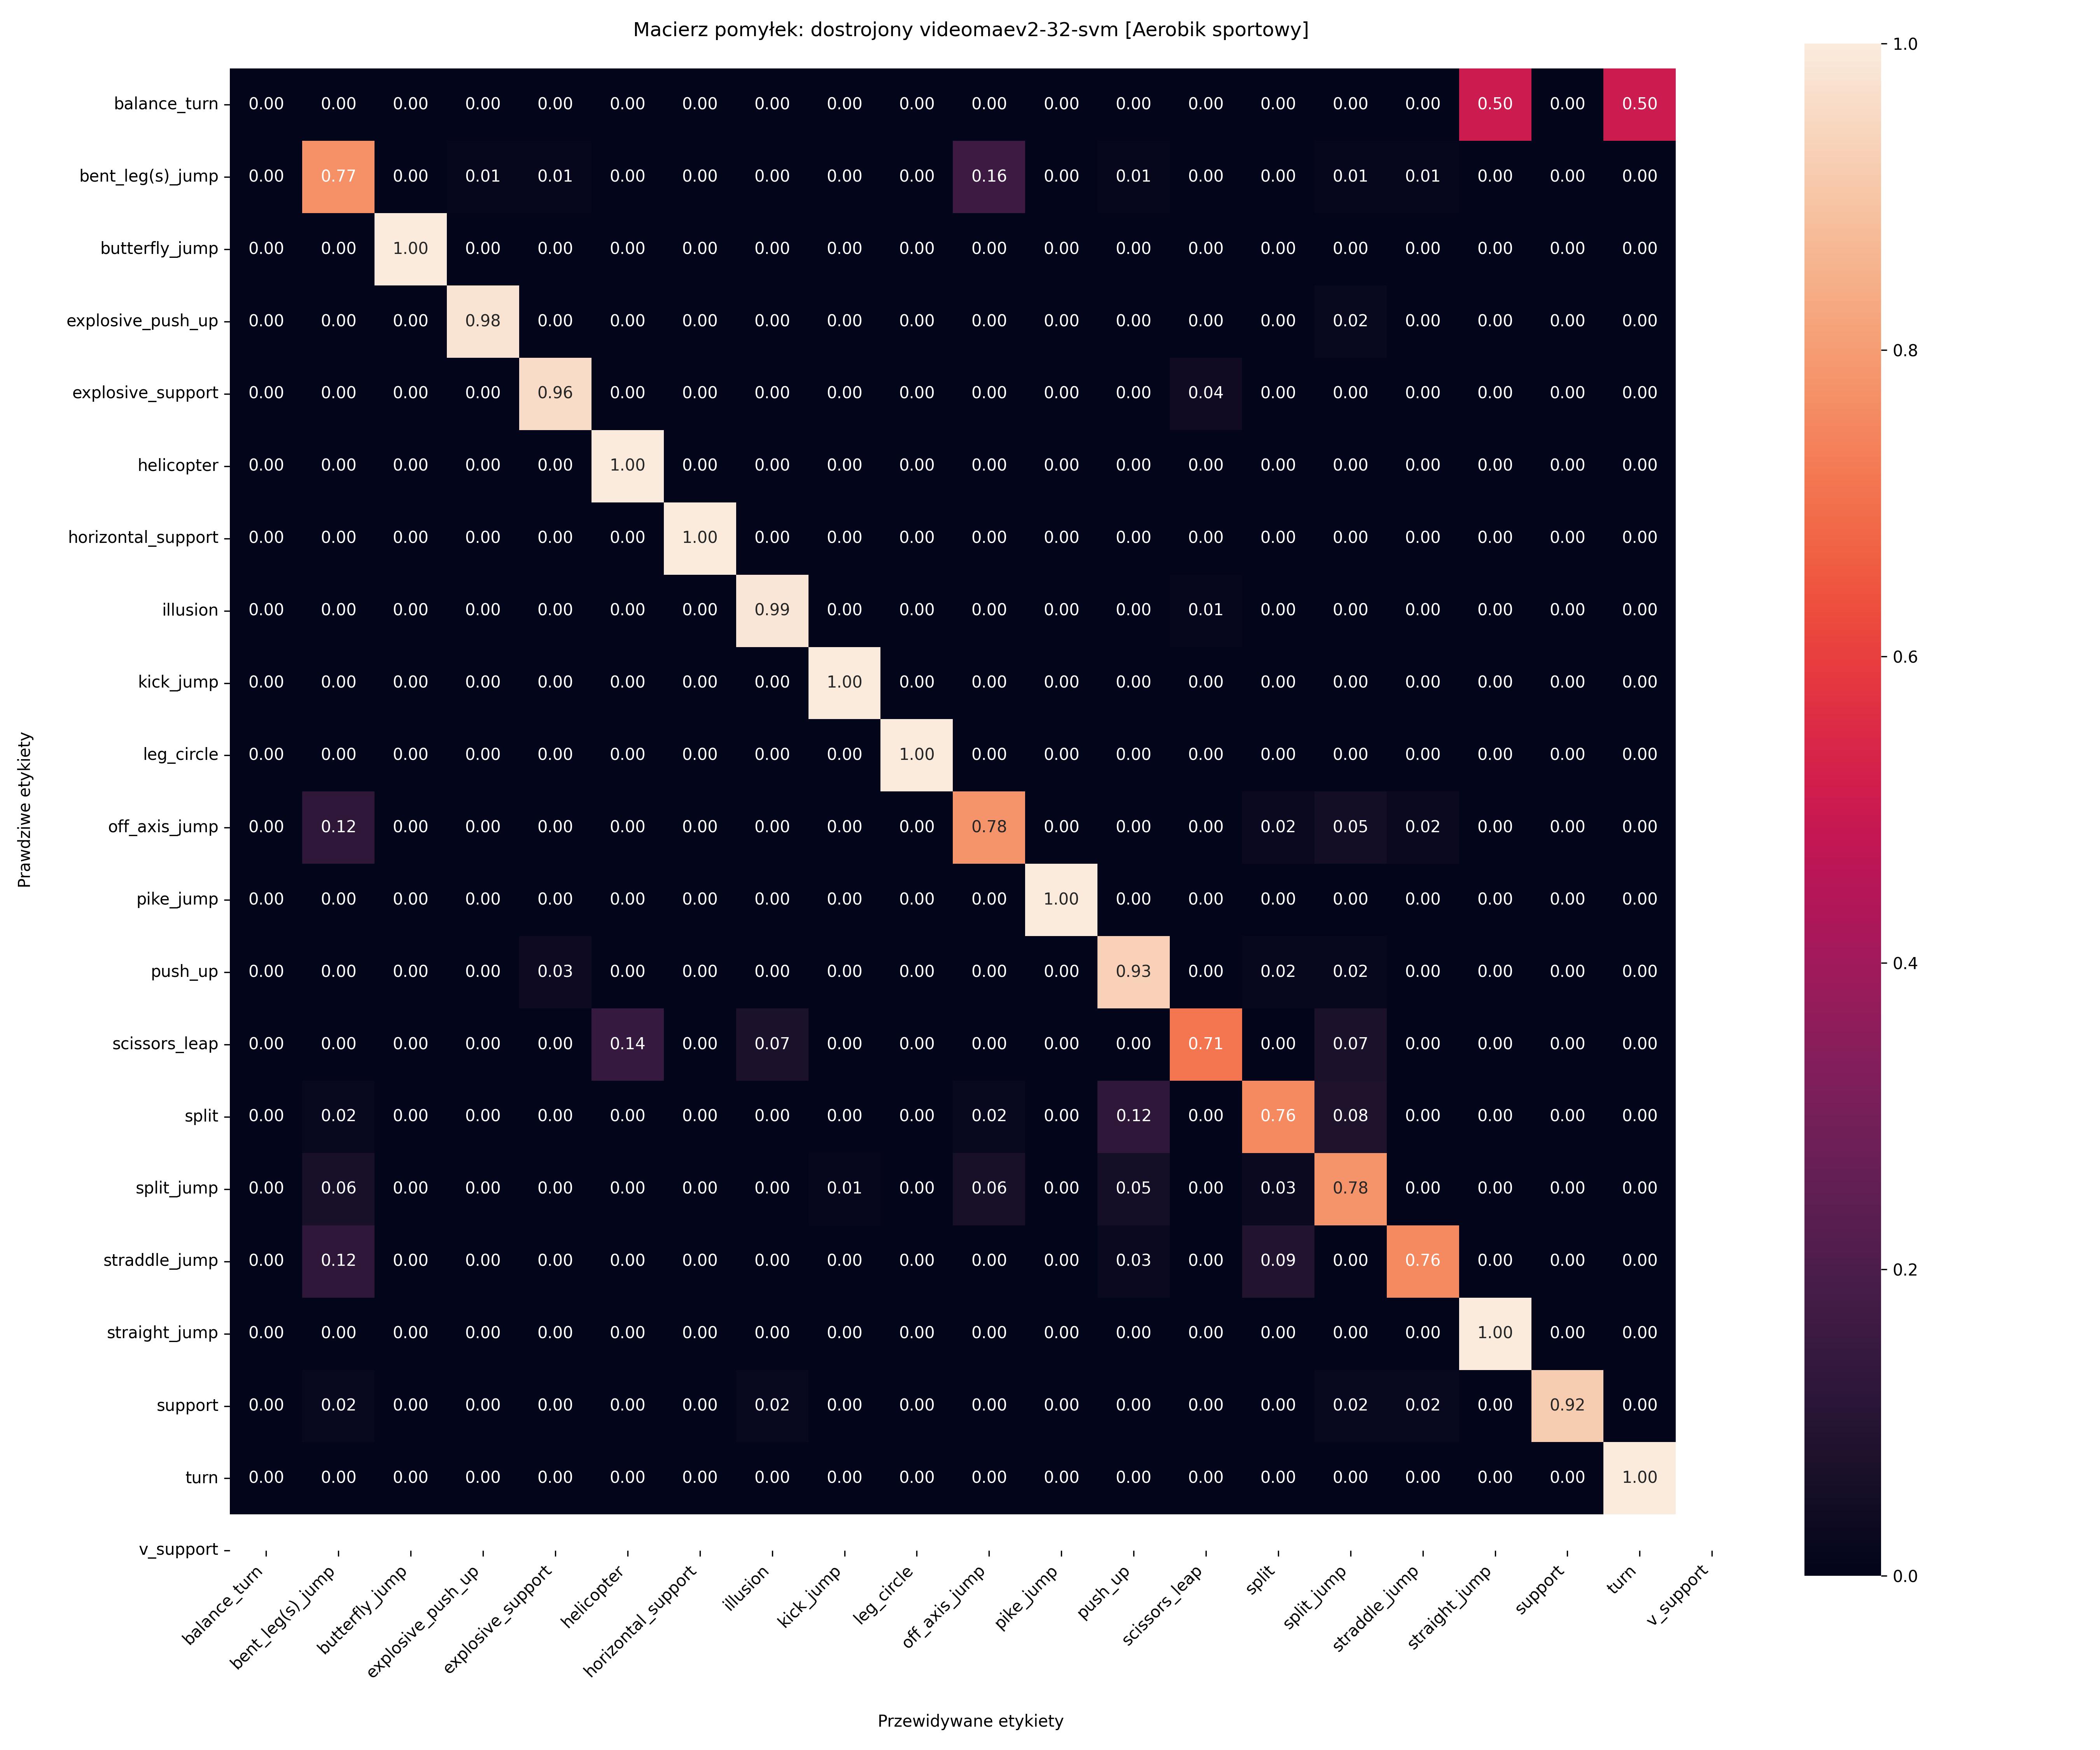 Macierz pomyłek: dostrojony videomaev2-32-svm [Aerobik sportowy]
1.0
balance_turn 0.00 0.00 0.00 0.00 0.00 0.00 0.00 0.00 0.00 0.00 0.00 0.00 0.00 0.00 0.00 0.00 0.00 0.50 0.00 0.50
bent_leg(s)_jump 0.00 0.77 0.00 0.01 0.01 0.00 0.00 0.00 0.00 0.00 0.16 0.00 0.01 0.00 0.00 0.01 0.01 0.00 0.00 0.00
butterfly_jump 0.00 0.00 1.00 0.00 0.00 0.00 0.00 0.00 0.00 0.00 0.00 0.00 0.00 0.00 0.00 0.00 0.00 0.00 0.00 0.00
explosive_push_up 0.00 0.00 0.00 0.98 0.00 0.00 0.00 0.00 0.00 0.00 0.00 0.00 0.00 0.00 0.00 0.02 0.00 0.00 0.00 0.00
0.8
explosive_support 0.00 0.00 0.00 0.00 0.96 0.00 0.00 0.00 0.00 0.00 0.00 0.00 0.00 0.04 0.00 0.00 0.00 0.00 0.00 0.00
helicopter 0.00 0.00 0.00 0.00 0.00 1.00 0.00 0.00 0.00 0.00 0.00 0.00 0.00 0.00 0.00 0.00 0.00 0.00 0.00 0.00
horizontal_support 0.00 0.00 0.00 0.00 0.00 0.00 1.00 0.00 0.00 0.00 0.00 0.00 0.00 0.00 0.00 0.00 0.00 0.00 0.00 0.00
illusion 0.00 0.00 0.00 0.00 0.00 0.00 0.00 0.99 0.00 0.00 0.00 0.00 0.00 0.01 0.00 0.00 0.00 0.00 0.00 0.00
0.6
kick_jump 0.00 0.00 0.00 0.00 0.00 0.00 0.00 0.00 1.00 0.00 0.00 0.00 0.00 0.00 0.00 0.00 0.00 0.00 0.00 0.00
leg_circle 0.00 0.00 0.00 0.00 0.00 0.00 0.00 0.00 0.00 1.00 0.00 0.00 0.00 0.00 0.00 0.00 0.00 0.00 0.00 0.00
Prawdziwe etykiety
off_axis_jump 0.00 0.12 0.00 0.00 0.00 0.00 0.00 0.00 0.00 0.00 0.78 0.00 0.00 0.00 0.02 0.05 0.02 0.00 0.00 0.00
pike_jump 0.00 0.00 0.00 0.00 0.00 0.00 0.00 0.00 0.00 0.00 0.00 1.00 0.00 0.00 0.00 0.00 0.00 0.00 0.00 0.00
0.4
push_up 0.00 0.00 0.00 0.00 0.03 0.00 0.00 0.00 0.00 0.00 0.00 0.00 0.93 0.00 0.02 0.02 0.00 0.00 0.00 0.00
scissors_leap 0.00 0.00 0.00 0.00 0.00 0.14 0.00 0.07 0.00 0.00 0.00 0.00 0.00 0.71 0.00 0.07 0.00 0.00 0.00 0.00
split 0.00 0.02 0.00 0.00 0.00 0.00 0.00 0.00 0.00 0.00 0.02 0.00 0.12 0.00 0.76 0.08 0.00 0.00 0.00 0.00
split_jump 0.00 0.06 0.00 0.00 0.00 0.00 0.00 0.00 0.01 0.00 0.06 0.00 0.05 0.00 0.03 0.78 0.00 0.00 0.00 0.00
straddle_jump 0.00 0.12 0.00 0.00 0.00 0.00 0.00 0.00 0.00 0.00 0.00 0.00 0.03 0.00 0.09 0.00 0.76 0.00 0.00 0.00
0.2
straight_jump 0.00 0.00 0.00 0.00 0.00 0.00 0.00 0.00 0.00 0.00 0.00 0.00 0.00 0.00 0.00 0.00 0.00 1.00 0.00 0.00
support 0.00 0.02 0.00 0.00 0.00 0.00 0.00 0.02 0.00 0.00 0.00 0.00 0.00 0.00 0.00 0.02 0.02 0.00 0.92 0.00
turn 0.00 0.00 0.00 0.00 0.00 0.00 0.00 0.00 0.00 0.00 0.00 0.00 0.00 0.00 0.00 0.00 0.00 0.00 0.00 1.00
v_support
0.0
balance_turn
bent_leg(s)_jump
butterfly_jump
explosive_push_up
explosive_support
helicopter
horizontal_support
illusion
kick_jump
leg_circle
off_axis_jump
pike_jump
push_up
scissors_leap
split
split_jump
straddle_jump
straight_jump
support
turn
v_support
Przewidywane etykiety